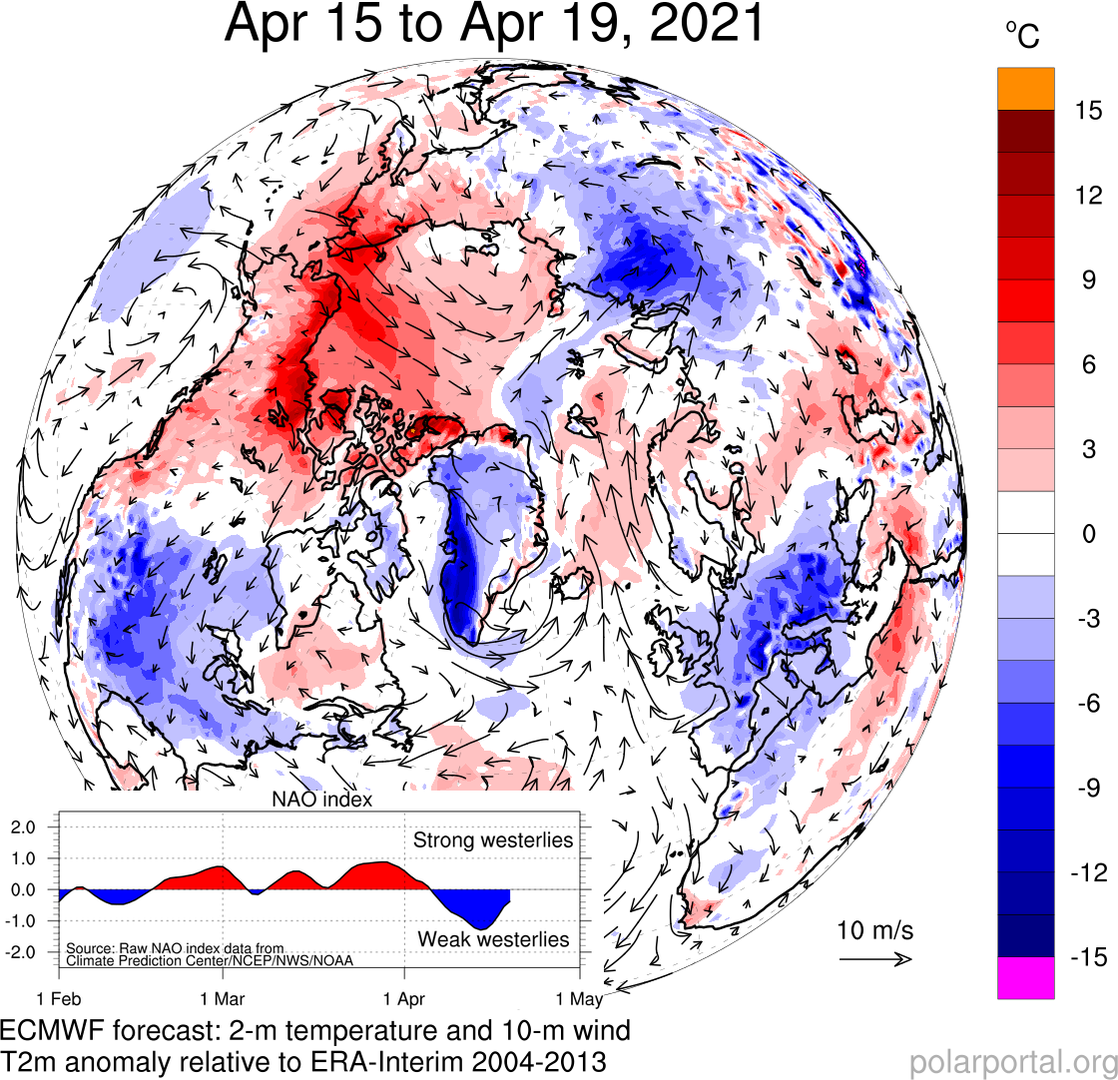 Apr 15 to Apr 19, 2021
oC
15
12
9
6
3
0
-3
-6
-9
-12
-15
NAO index
2.0
1.0
0.0
-1.0
-2.0
Strong westerlies
Weak westerlies
Source: Raw NAO index data from
Climate Prediction Center/NCEP/NWS/NOAA
1 Feb
1 Mar
1 Apr
1 May
10 m/s
ECMWF forecast: 2-m temperature and 10-m wind
T2m anomaly relative to ERA-Interim 2004-2013
polarportal.org